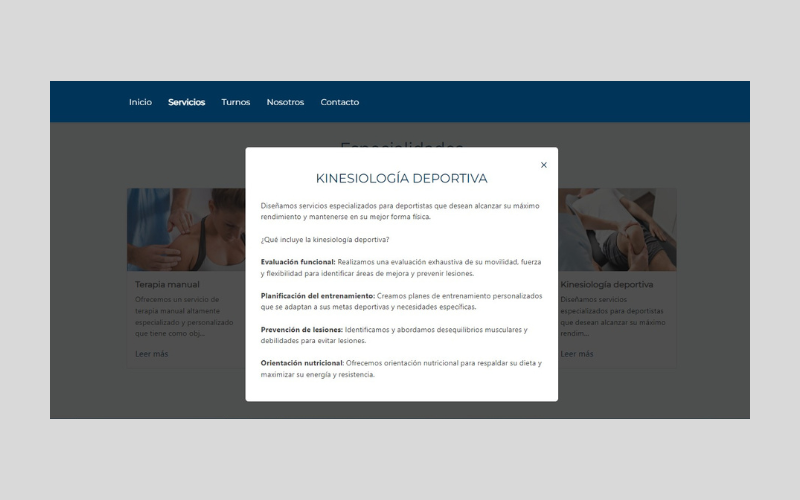 Inicio Servicios Turnos Nosotros Contacto
Especialidades
KINESIOLOGÍA DEPORTIVA
Diseñamos servicios especializados para deportistas que desean alcanzar su máximo
rendimiento y mantenerse en su mejor forma física.
¿Qué incluye la kinesiología deportiva?
Evaluación funcional: Realizamos una evaluación exhaustiva de su movilidad, fuerza
y flexibilidad para identificar áreas de mejora y prevenir lesiones.
Planificación del entrenamiento: Creamos planes de entrenamiento personalizados
que se adaptan a sus metas deportivas y necesidades específicas.
Prevención de lesiones: Identificamos y abordamos desequilibrios musculares y
debilidades para evitar lesiones.
Orientación nutricional: Ofrecemos orientación nutricional para respaldar su dieta y
maximizar su energía y resistencia.
Terapia manual
Ofrecemos un servicio de
terapia manual altamente
especializado y personalizado
que tiene como obj...
Leer más
Kinesiología deportiva
Diseñamos servicios
especializados para deportistas
que desean alcanzar su máximo
rendim...
Leer más